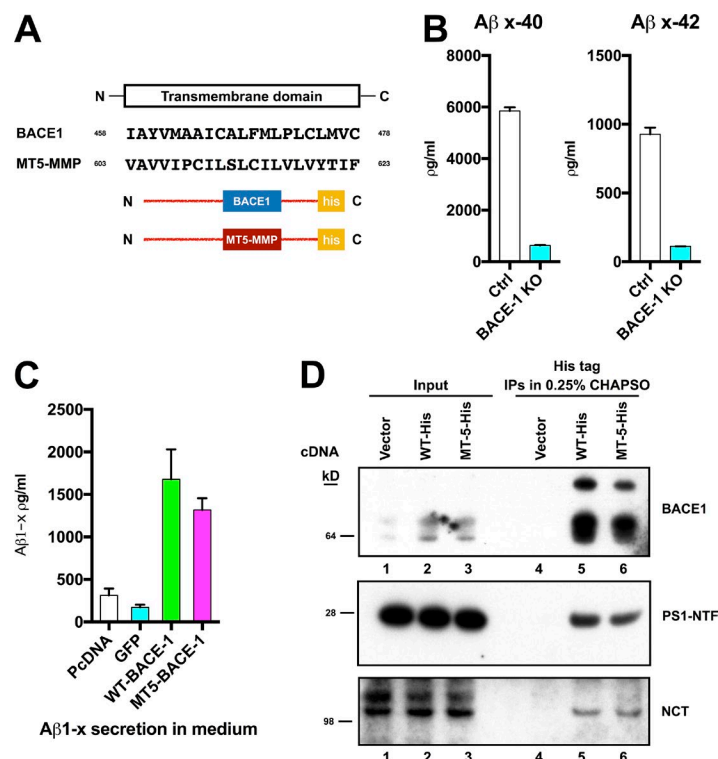 A
N
Transmembrane domain
C
BACE1
458
IAYVMAAICALFMLPLCLMVC
478
MT5-MMP
603
VAVVIPCILSLCILVLVYTIF
623
N
BACE1
his
C
N
MT5-MMP
his
C
B
Aβ x-40
Aβ x-42
8000
6000
4000
2000
0
ρg/ml
Ctrl
BACE-1 KO
1500
1000
500
0
ρg/ml
Ctrl
BACE-1 KO
C
2500
2000
1500
1000
500
0
Aβ1-x ρg/ml
PcDNA
GFP
WT-BACE-1
MT5-BACE-1
Aβ1-x secretion in medium
D
His tag
Input
IPs in 0.25% CHAPSO
cDNA
Vector
WT-His
MT-5-His
Vector
WT-His
MT-5-His
kD
64
BACE1
1 2 3 4 5 6
28
PS1-NTF
98
NCT
1 2 3 4 5 6